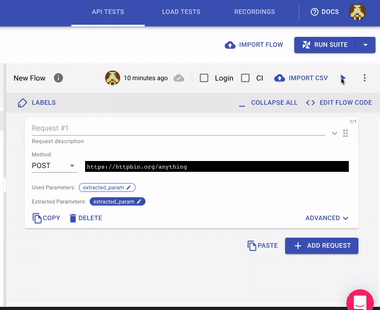 API TESTS LOAD TESTS RECORDINGS DOCS
IMPORT FLOW RUN SUITE
New Flow 10 minutes ago Login CI IMPORT CSV
LABELS COLLAPSE ALL EDIT FLOW CODE
1/1
Request #1
Request description
Method
POST https://httpbin.org/anything
Used Parameters: extracted_param
Extracted Parameters: extracted_param
COPY DELETE ADVANCED
PASTE ADD REQUEST